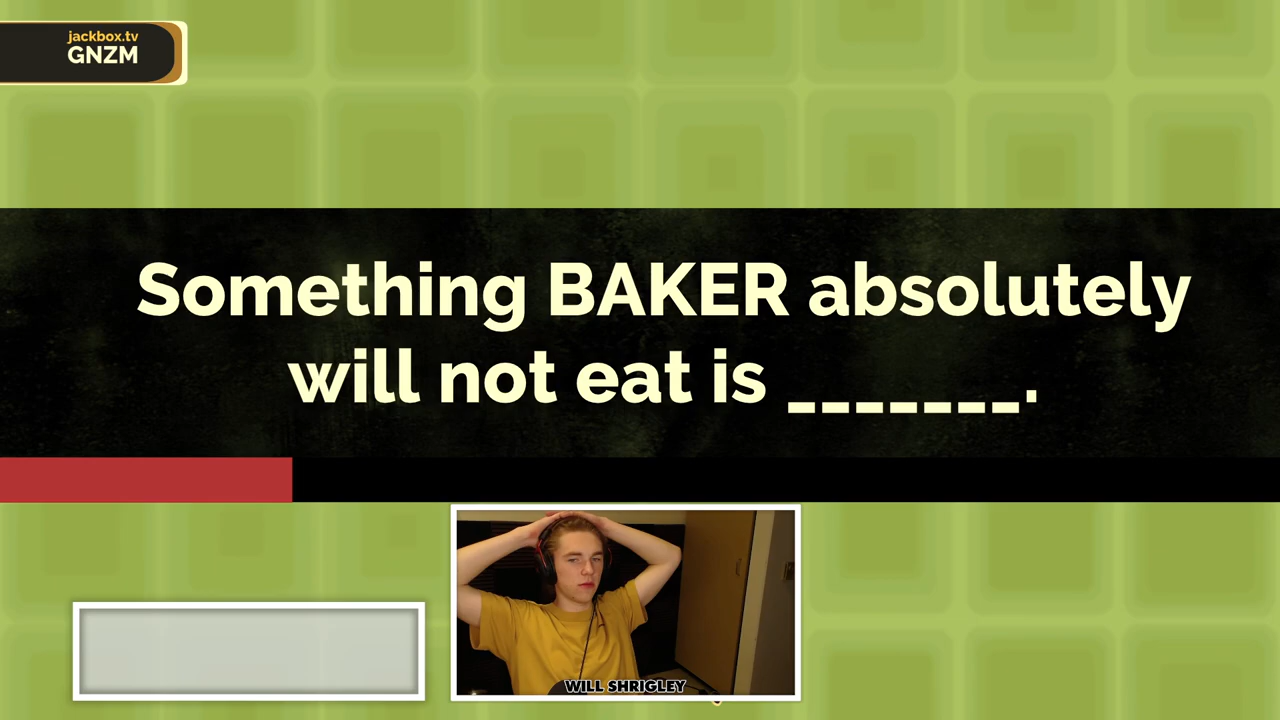 jackbox.tv
GNZM
Something BAKER absolutely
will not eat is _______.
WILL SHRIGLEY